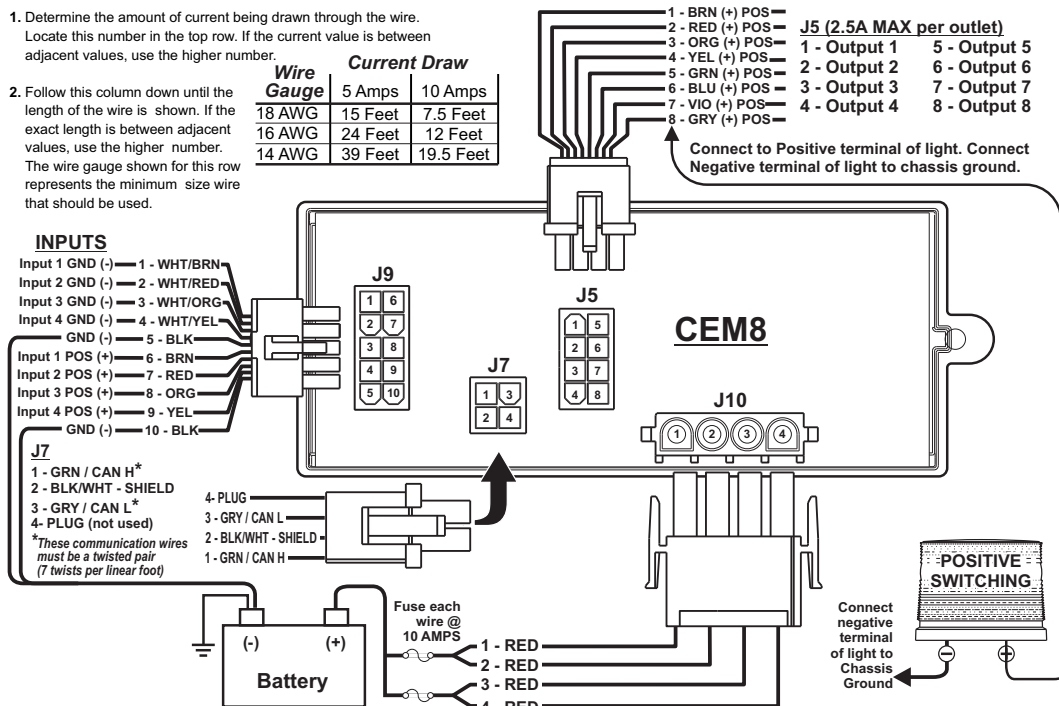 1. Determine the amount of current being drawn through the wire.
Locate this number in the top row. If the current value is between
adjacent values, use the higher number.
2. Follow this column down until the
length of the wire is shown. If the
exact length is between adjacent
values, use the higher number.
The wire gauge shown for this row
represents the minimum size wire
that should be used.
Wire Gauge Current Draw
5 Amps 10 Amps
18 AWG 15 Feet 7.5 Feet
16 AWG 24 Feet 12 Feet
14 AWG 39 Feet 19.5 Feet
1 - BRN (+) POS
2 - RED (+) POS
3 - ORG (+) POS
4 - YEL (+) POS
5 - GRN (+) POS
6 - BLU (+) POS
7 - VIO (+) POS
8 - GRY (+) POS
J5 (2.5A MAX per outlet)
1 - Output 1 5 - Output 5
2 - Output 2 6 - Output 6
3 - Output 3 7 - Output 7
4 - Output 4 8 - Output 8
Connect to Positive terminal of light. Connect
Negative terminal of light to chassis ground.
INPUTS
Input 1 GND (-) 1 - WHT/BRN
Input 2 GND (-) 2 - WHT/RED
Input 3 GND (-) 3 - WHT/ORG
Input 4 GND (-) 4 - WHT/YEL
GND (-) 5 - BLK
Input 1 POS (+) 6 - BRN
Input 2 POS (+) 7 - RED
Input 3 POS (+) 8 - ORG
Input 4 POS (+) 9 - YEL
GND (-) 10 - BLK
J9
1 6
2 7
3 8
4 9
5 10
J7
1 3
2 4
J5
1 5
2 6
3 7
4 8
CEM8
J10
1 2 3 4
J7
1 - GRN / CAN H*
2 - BLK/WHT - SHIELD
3 - GRY / CAN L*
4- PLUG (not used)
*These communication wires
must be a twisted pair
(7 twists per linear foot)
4- PLUG
3 - GRY / CAN L
2 - BLK/WHT - SHIELD
1 - GRN / CAN H
(-) (+)
Battery
Fuse each
wire @
10 AMPS
1 - RED
2 - RED
3 - RED
4 - RED
POSITIVE
SWITCHING
Connect
negative
terminal
of light to
Chassis
Ground
- +